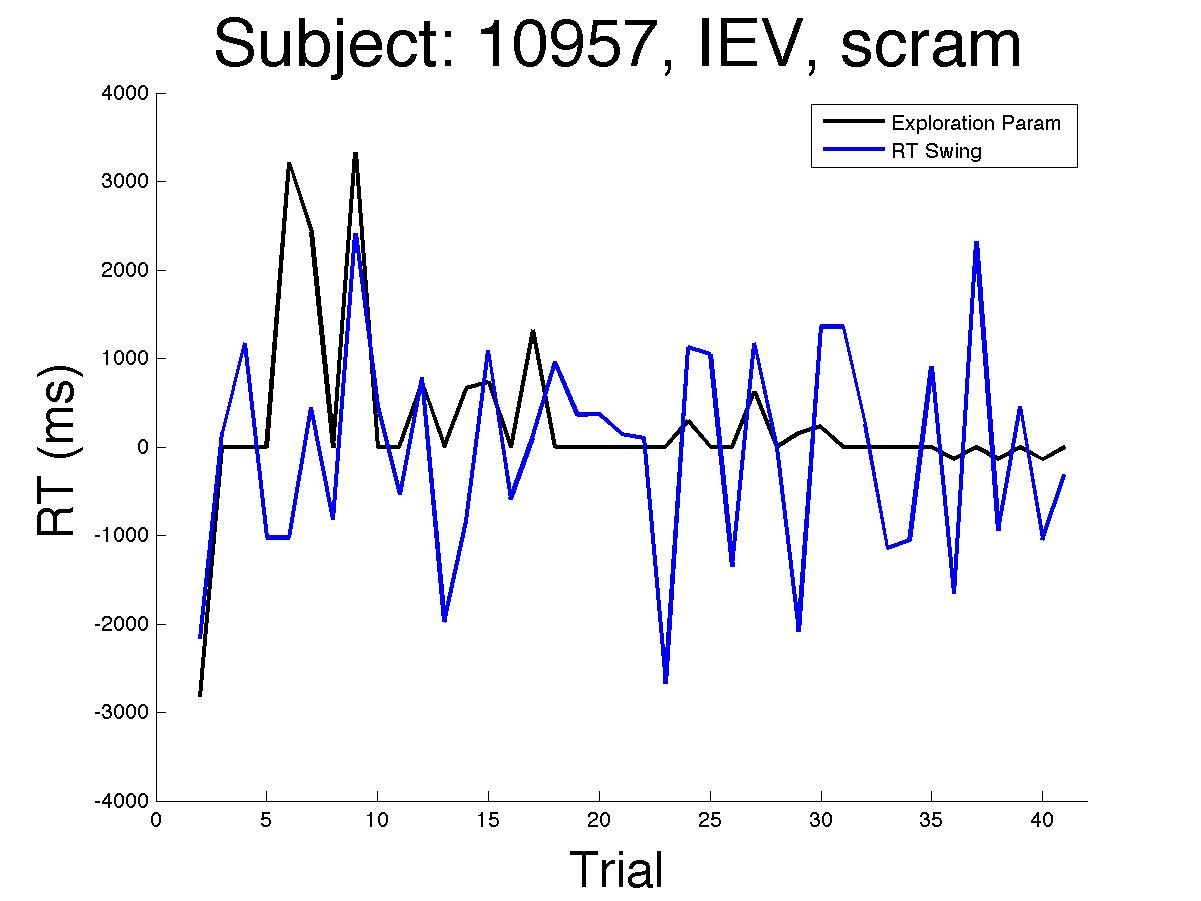 Subject: 10957, IEV, scram
Exploration Param
RT Swing
RT (ms)
4000
3000
2000
1000
0
-1000
-2000
-3000
-4000
0 5 10 15 20 25 30 35 40
Trial